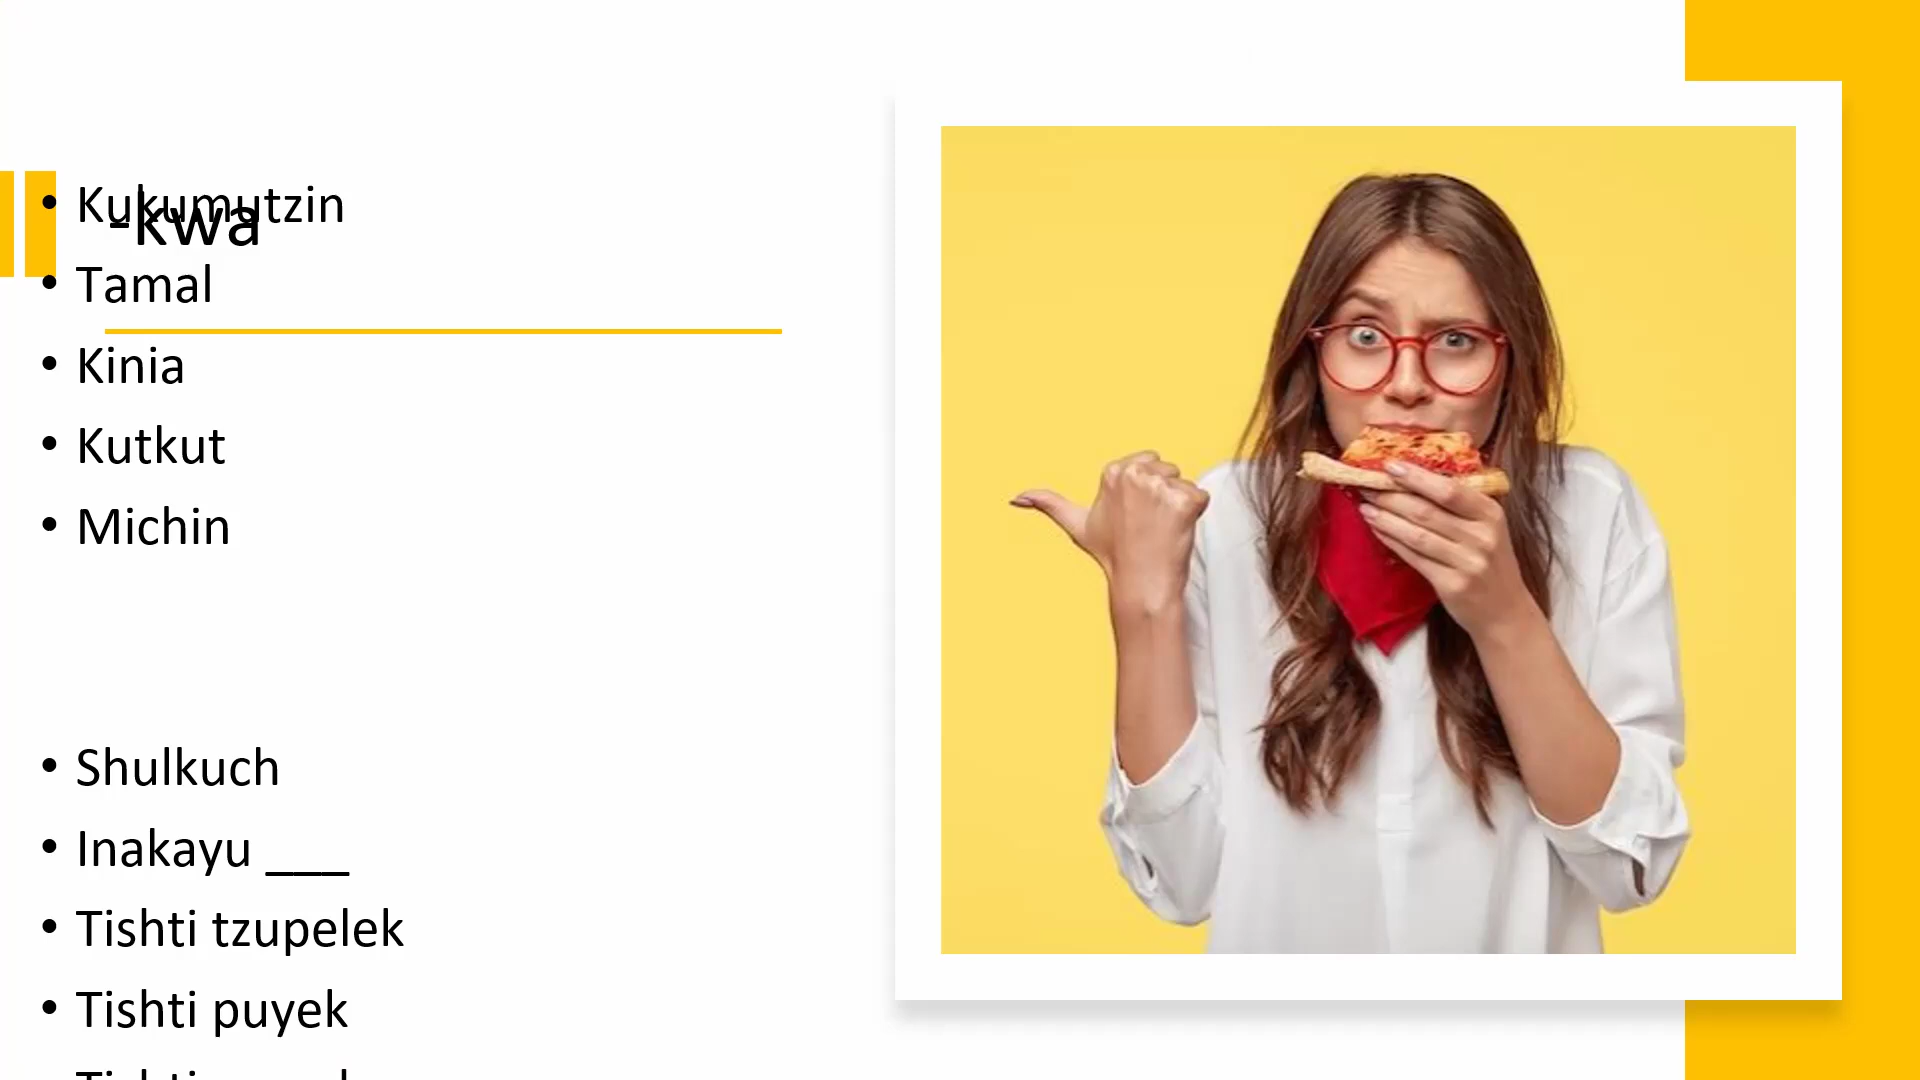 -kwa
Kukumutzin
Tamal
Kinia
Kutkut
Michin
Shulkuch
Inakayu ___
Tishti tzupelek
Tishti puyek